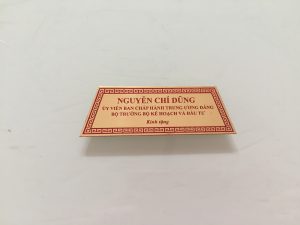 NGUYỄN CHÍ DŨNG
ỦY VIÊN BAN CHẤP HÀNH TRUNG ƯƠNG ĐẢNG
BỘ TRƯỞNG BỘ KẾ HOẠCH VÀ ĐẦU TƯ
Kính tặng